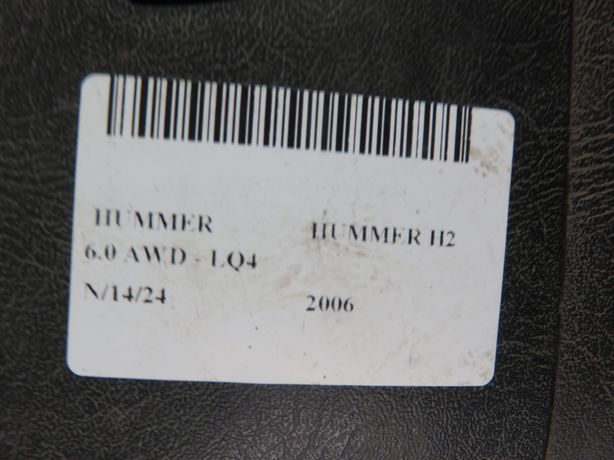 HUMMER HUMMER H2
6.0 AWD - LQ4
N/14/24 2006